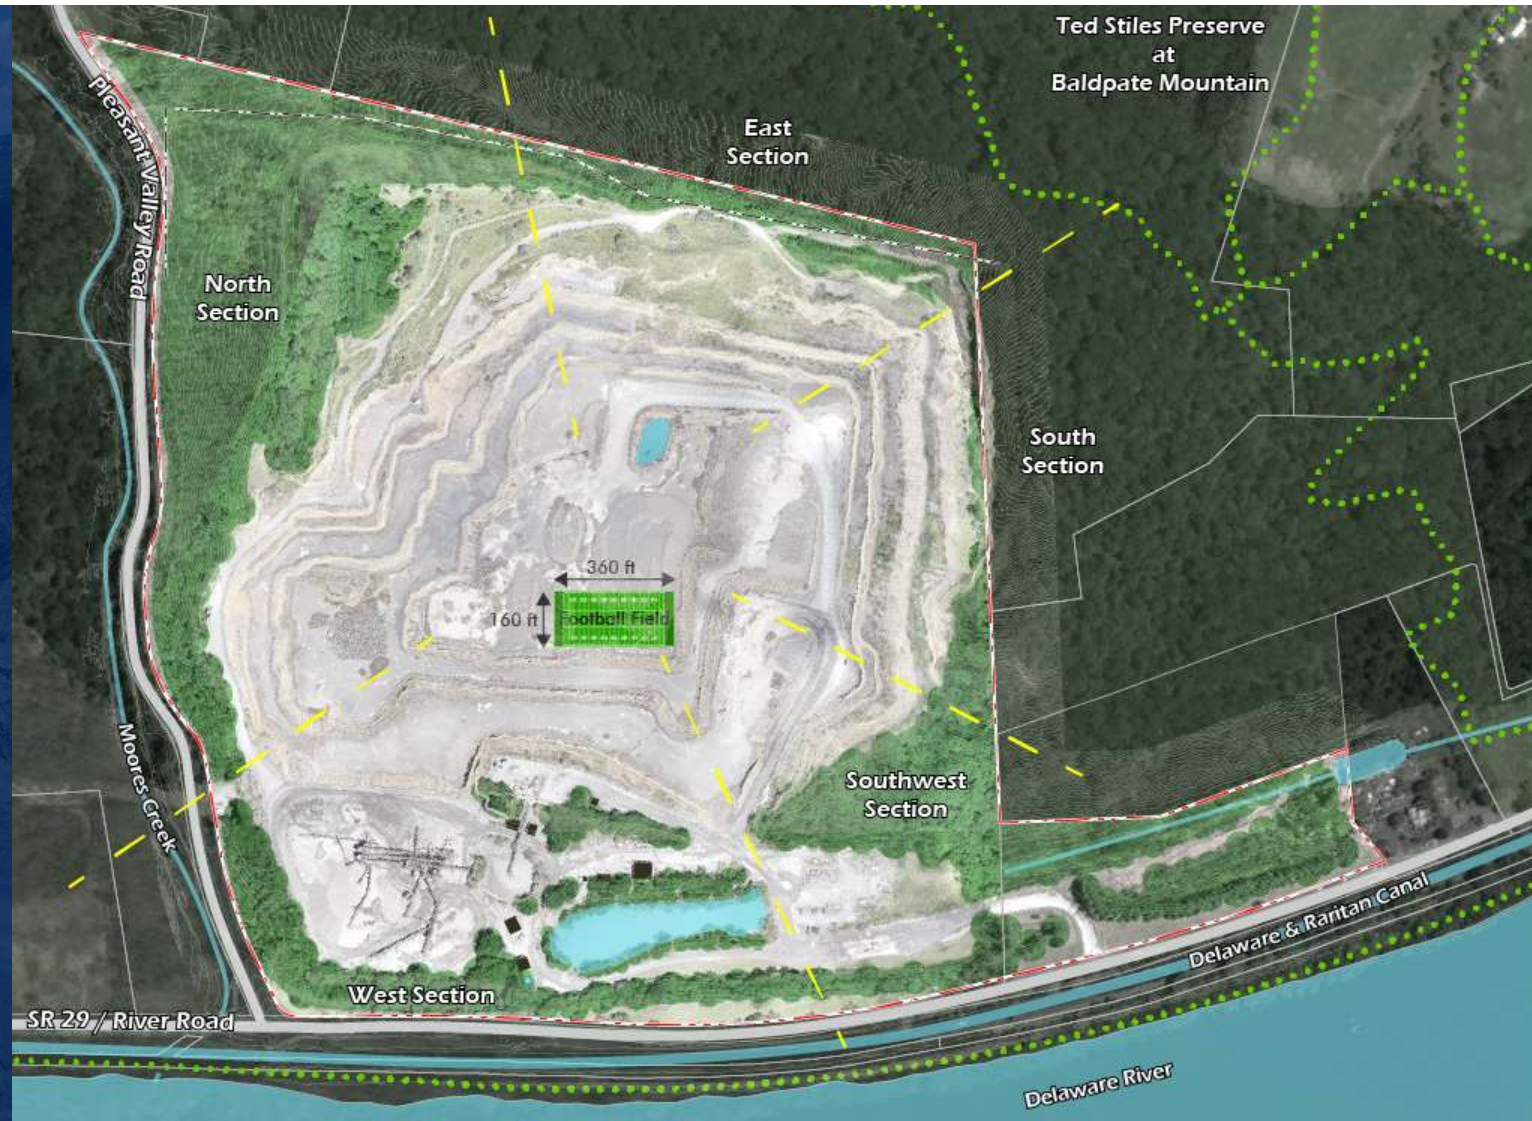 Ted Stiles Preserve
at
Baldpate Mountain
East
Section
Pleasant Valley Road
North
Section
South
Section
360 ft
160 ft
Football Field
Moores Creek
Southwest
Section
West Section
SR 29 / River Road
Delaware & Raritan Canal
Delaware River